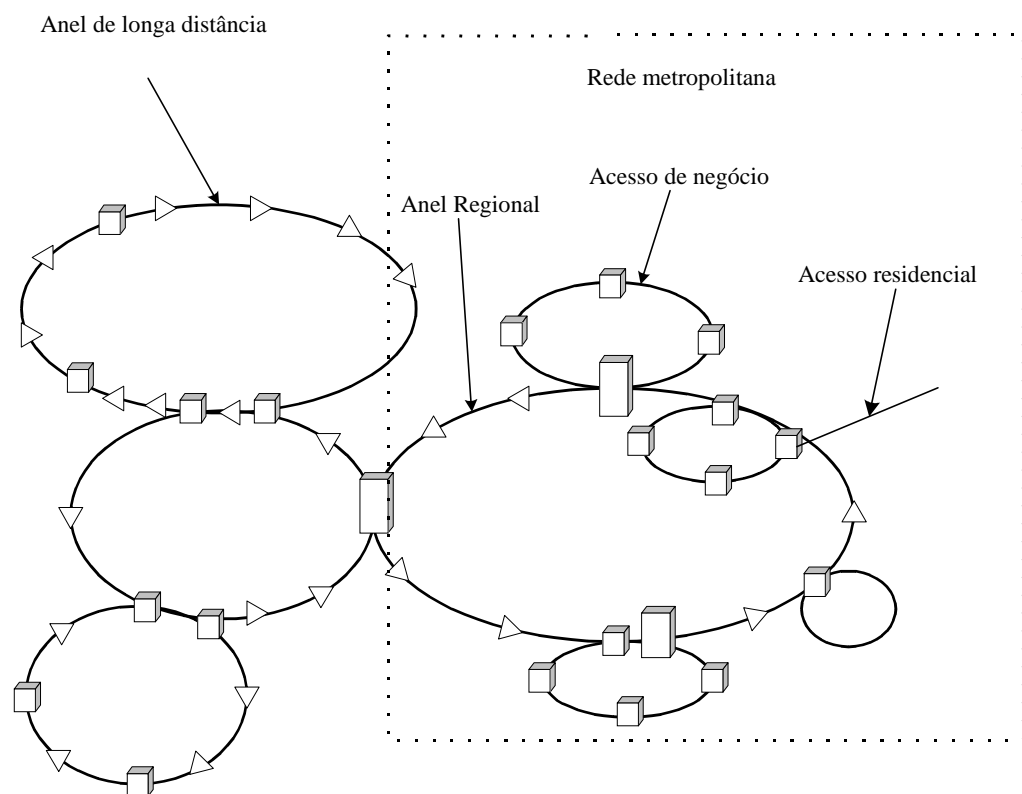 Anel de longa distância
Rede metropolitana
Acesso de negócio
Anel Regional
Acesso residencial